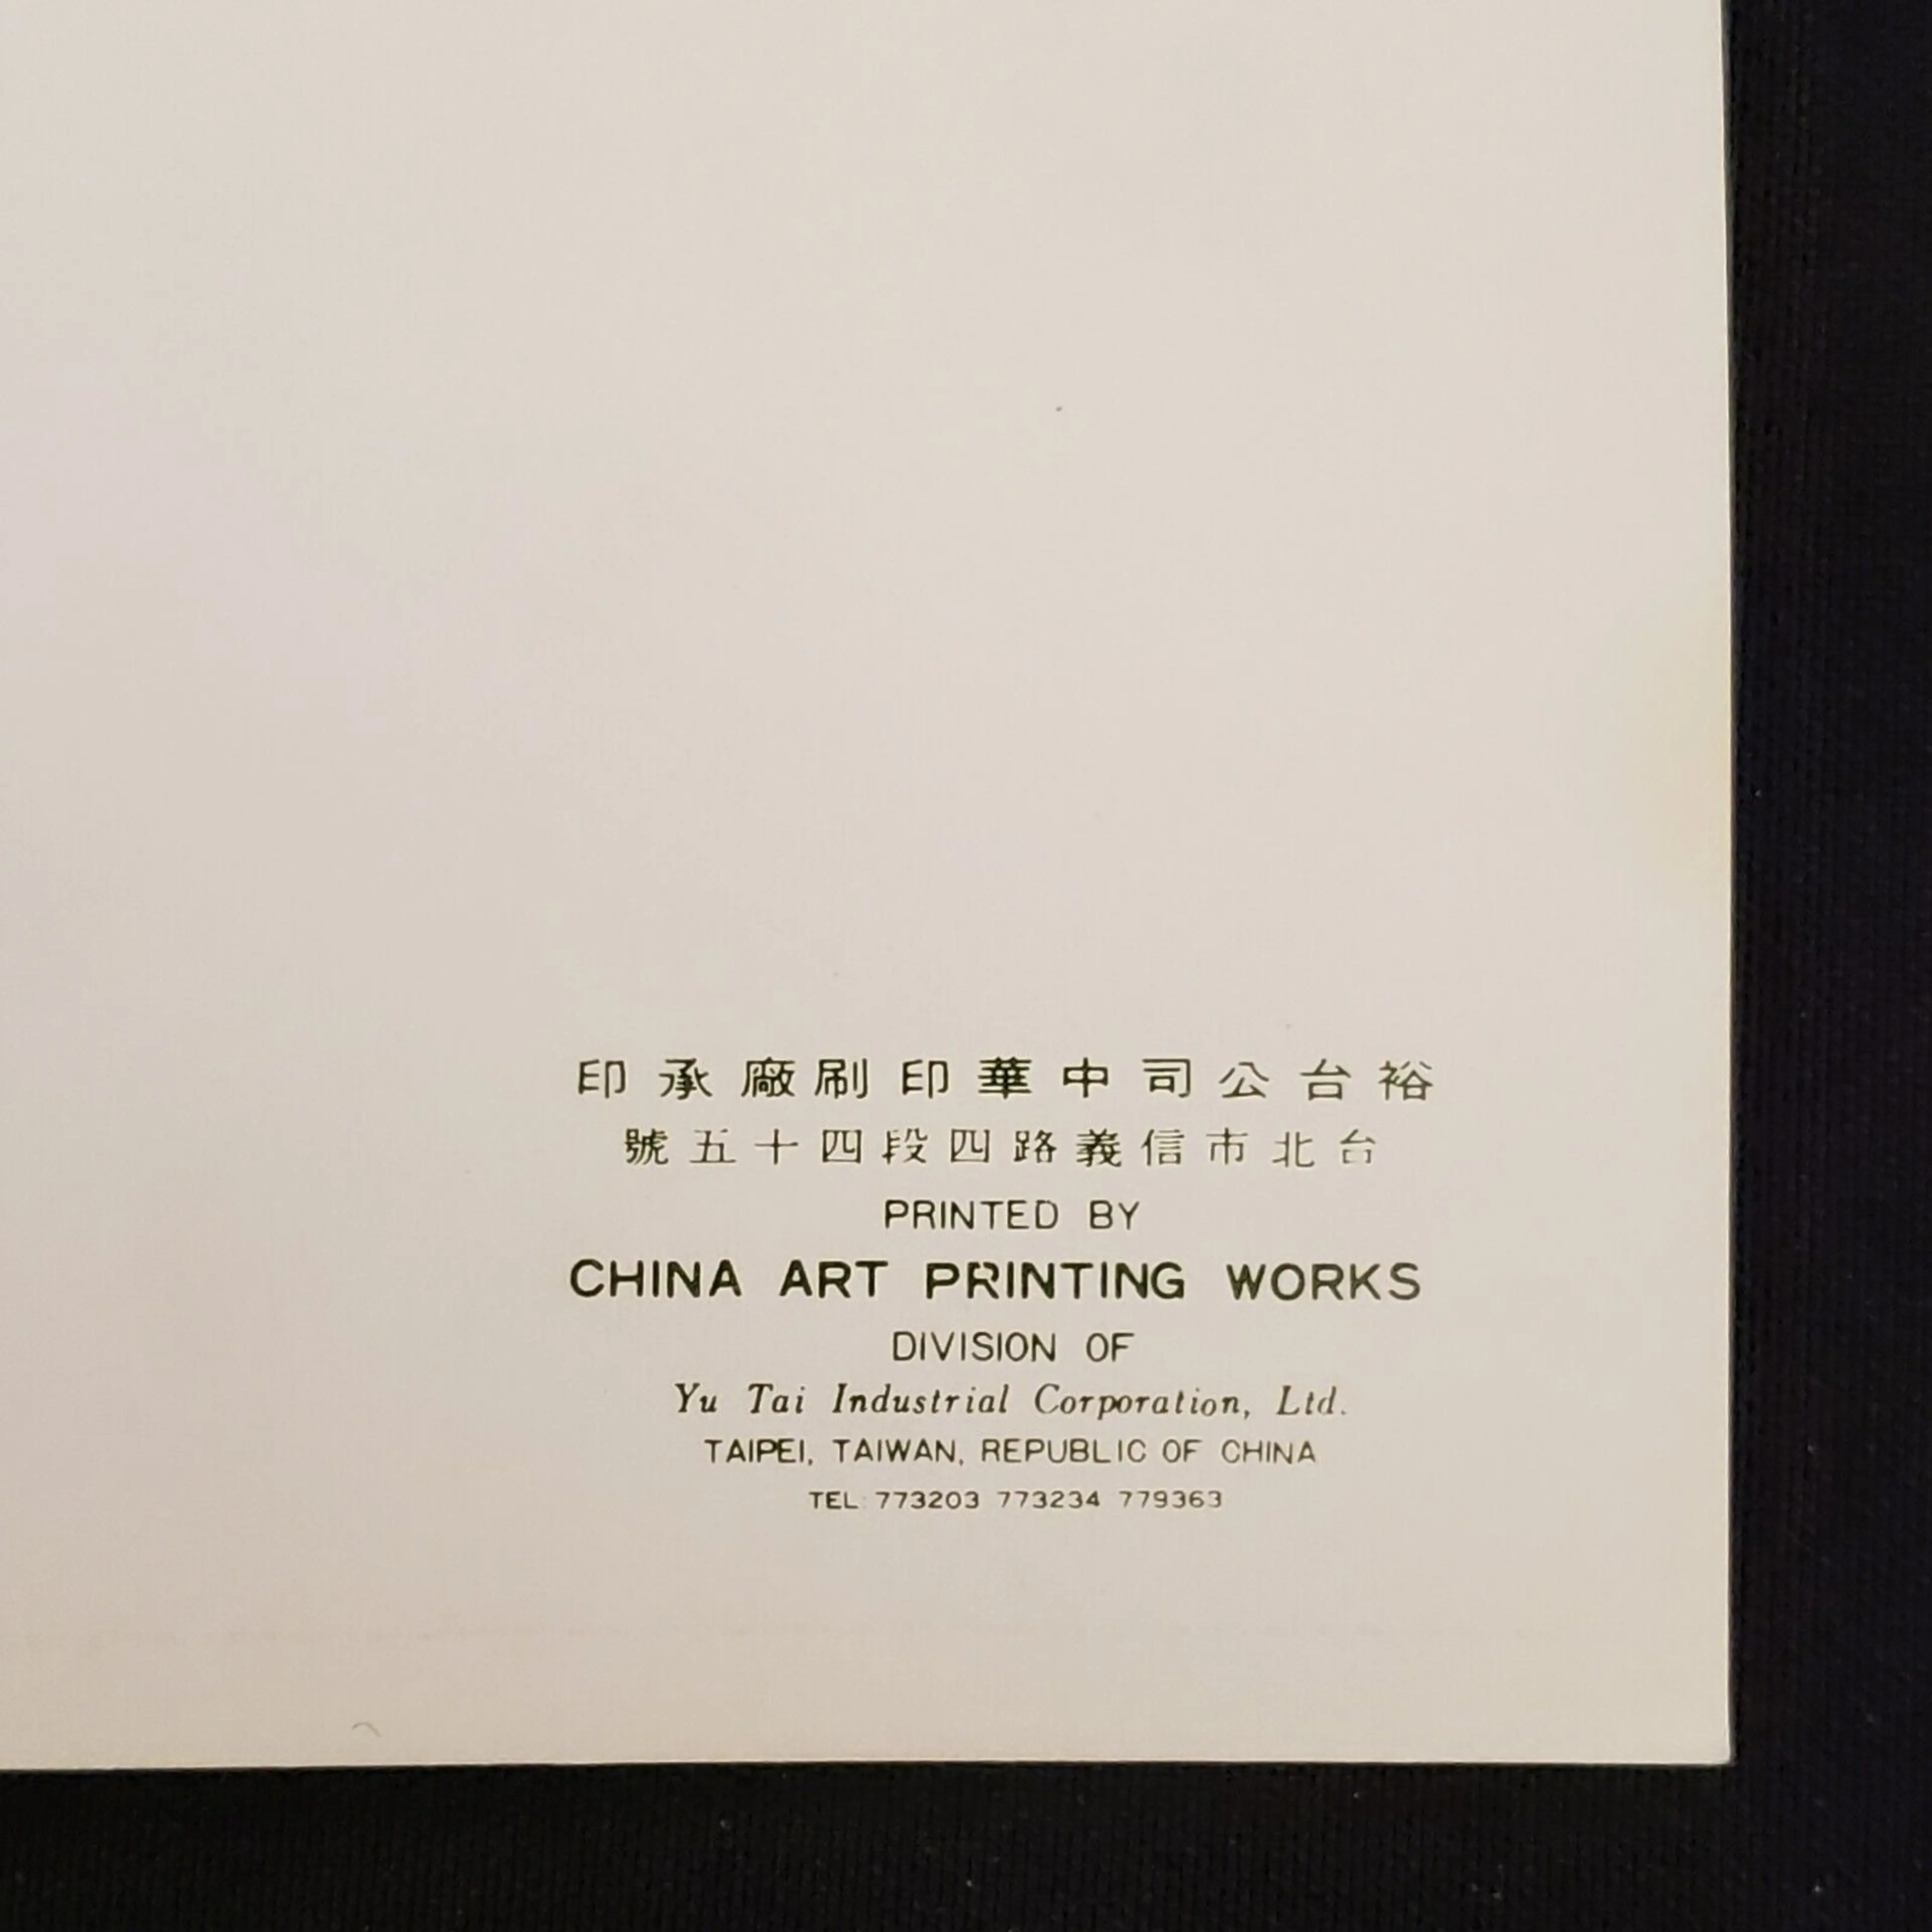 裕台公司中華印刷廠承印
台北市信義路四段四十五號
PRINTED BY
CHINA ART PRINTING WORKS
DIVISION OF
Yu Tai Industrial Corporation, Ltd.
TAIPEI, TAIWAN, REPUBLIC OF CHINA
TEL: 773203 773234 779363